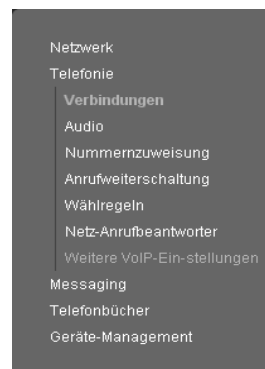 Netzwerk
Telefonie
Verbindungen
Audio
Nummernzuweisung
Anrufweiterschaltung
Wählregeln
Netz-Anrufbeantworter
Weitere VoIP-Ein-stellungen
Messaging
Telefonbücher
Geräte-Management